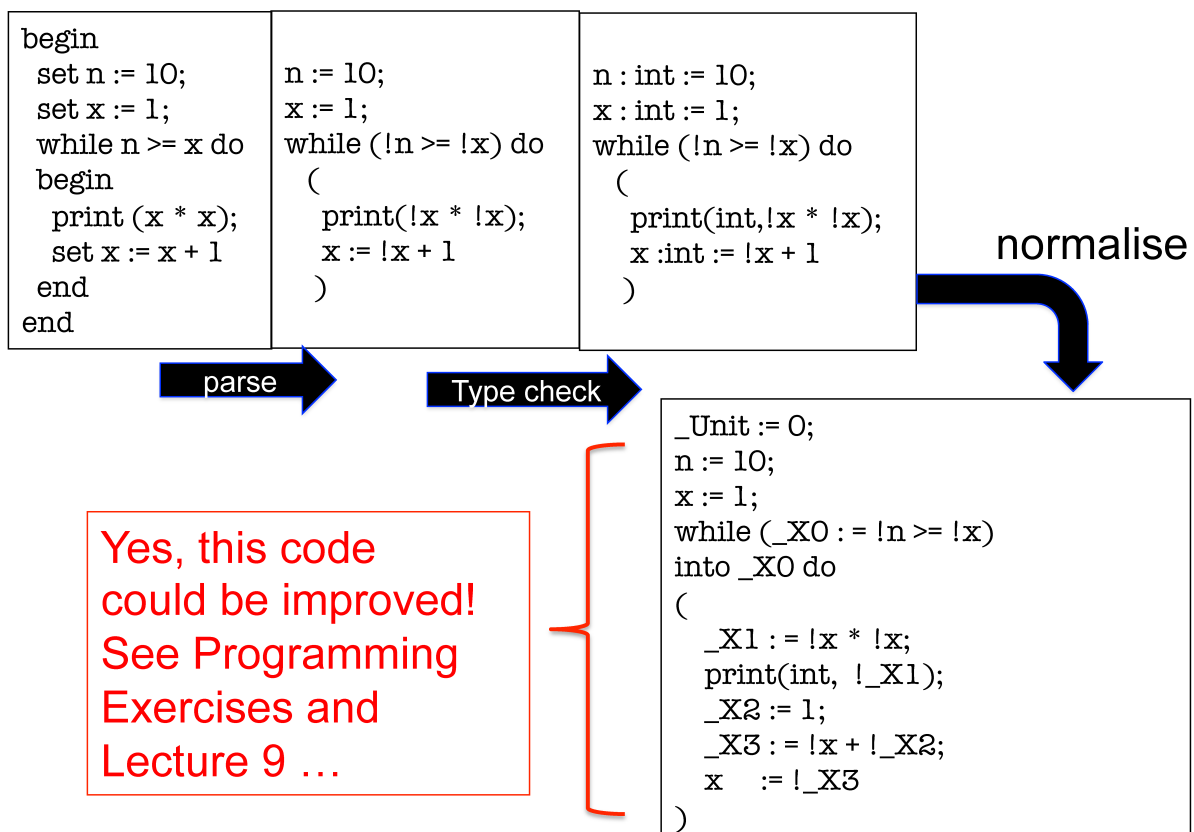 begin
set n := 10;
set x := 1;
while n >= x do
begin
print (x * x);
set x := x + 1
end
end
n := 10;
x := 1;
while (!n >= !x) do
(
print(!x * !x);
x := !x + 1
)
n : int := 10;
x : int := 1;
while (!n >= !x) do
(
print(int,!x * !x);
x :int := !x + 1
)
normalise
parse
Type check
_Unit := 0;
n := 10;
x := 1;
while (_X0 : = !n >= !x)
into _X0 do
(
_X1 : = !x * !x;
print(int, !_X1);
_X2 := 1;
_X3 : = !x + !_X2;
x := !_X3
)
Yes, this code
could be improved!
See Programming
Exercises and
Lecture 9 …